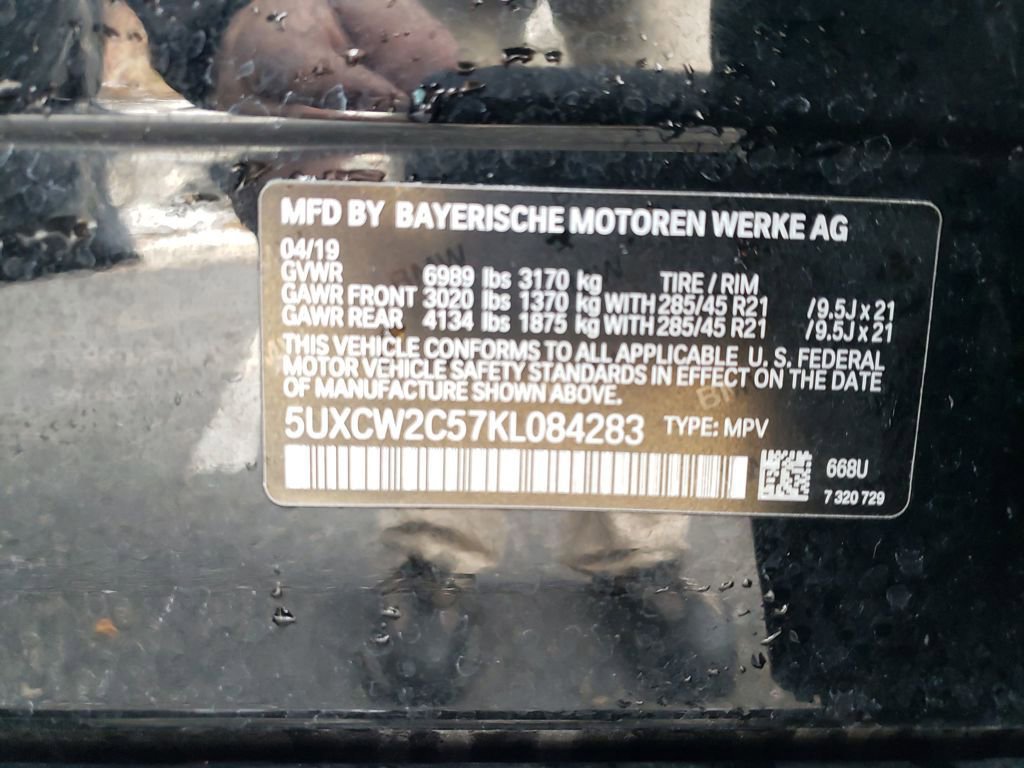 MFD BY BAYERISCHE MOTOREN WERKE AG
04/19
GVWR 6989 lbs 3170 kg TIRE / RIM
GAWR FRONT 3020 lbs 1370 kg WITH 285/45 R21 /9.5J x 21
GAWR REAR 4134 lbs 1875 kg WITH 285/45 R21 /9.5J x 21
THIS VEHICLE CONFORMS TO ALL APPLICABLE U. S. FEDERAL
MOTOR VEHICLE SAFETY STANDARDS IN EFFECT ON THE DATE
OF MANUFACTURE SHOWN ABOVE.
5UXCW2C57KL084283 TYPE: MPV
668U
7 320 729
BMW
BMW